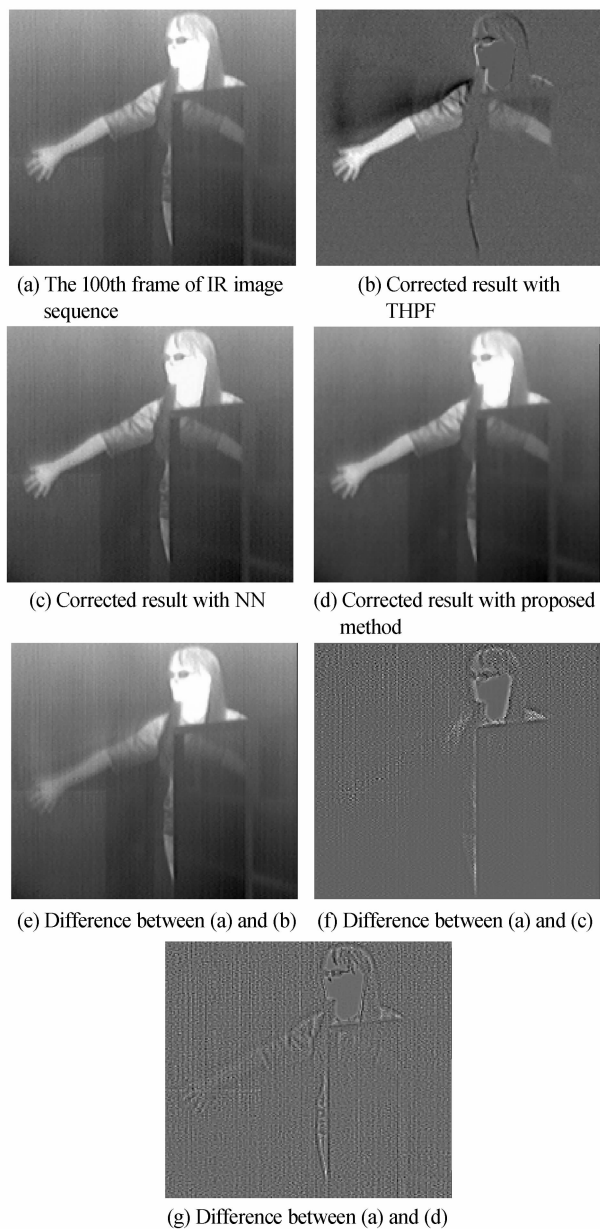 (a) The 100th frame of IR image
sequence
(b) Corrected result with
THPF
(c) Corrected result with NN
(d) Corrected result with proposed
method
(e) Difference between (a) and (b)
(f) Difference between (a) and (c)
(g) Difference between (a) and (d)